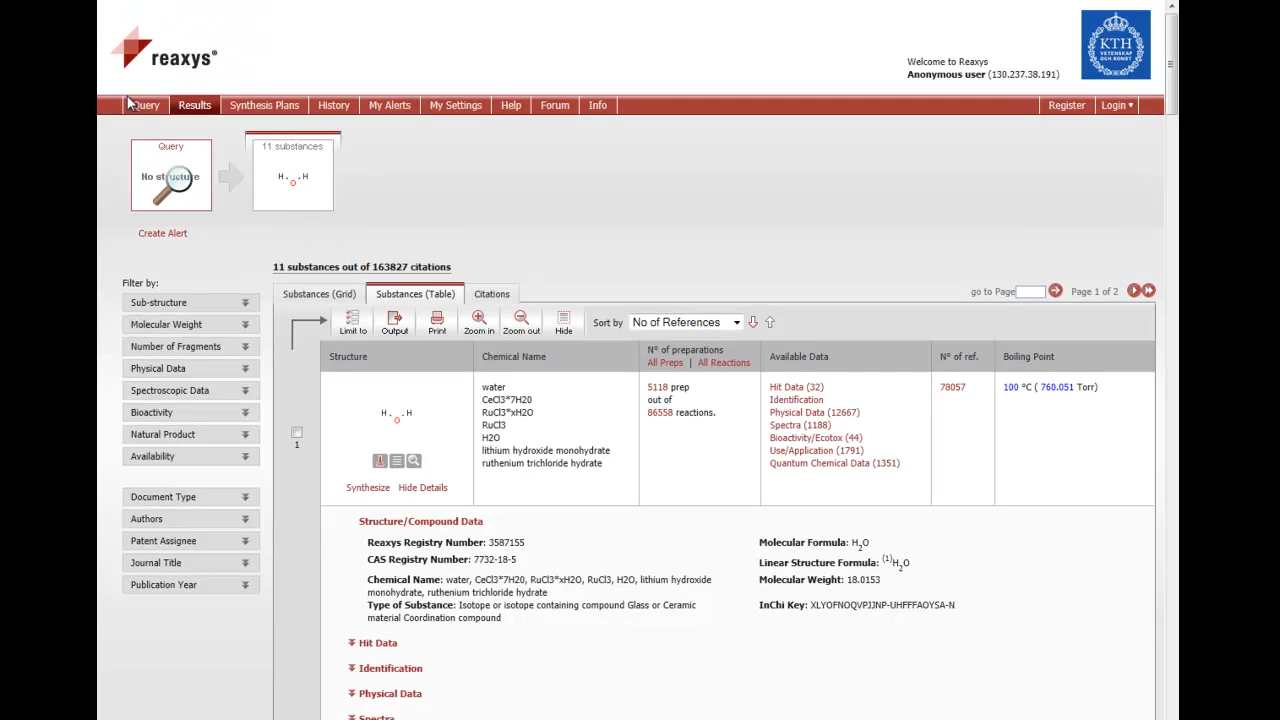 reaxys®
KTH
VETENSKAP
OCH KONST
Welcome to Reaxys
Anonymous user (130.237.38.191)
Query
Results
Synthesis Plans
History
My Alerts
My Settings
Help
Forum
Info
Register
Login
Query
No structure
11 substances
H O H
Create Alert
11 substances out of 163827 citations
Filter by:
Sub-structure
Molecular Weight
Number of Fragments
Physical Data
Spectroscopic Data
Bioactivity
Natural Product
Availability
Document Type
Authors
Patent Assignee
Journal Title
Publication Year
Substances (Grid)
Substances (Table)
Citations
go to Page
Page 1 of 2
Limit to
Output
Print
Zoom in
Zoom out
Hide
Sort by
No of References
Structure
Chemical Name
N° of preparations
All Preps | All Reactions
Available Data
N° of ref.
Boiling Point
1
H O H
Synthesize
Hide Details
water
CeCl3*7H20
RuCl3*xH2O
RuCl3
H2O
lithium hydroxide monohydrate
ruthenium trichloride hydrate
5118 prep
out of
86558 reactions.
Hit Data (32)
Identification
Physical Data (12667)
Spectra (1188)
Bioactivity/Ecotox (44)
Use/Application (1791)
Quantum Chemical Data (1351)
78057
100 °C ( 760.051 Torr)
Structure/Compound Data
Reaxys Registry Number: 3587155
CAS Registry Number: 7732-18-5
Chemical Name: water, CeCl3*7H20, RuCl3*xH2O, RuCl3, H2O, lithium hydroxide
monohydrate, ruthenium trichloride hydrate
Type of Substance: Isotope or isotope containing compound Glass or Ceramic
material Coordination compound
Molecular Formula: H2O
Linear Structure Formula: (1)H2O
Molecular Weight: 18.0153
InChi Key: XLYOFNOQVPJJNP-UHFFFAOYSA-N
Hit Data
Identification
Physical Data
Spectra